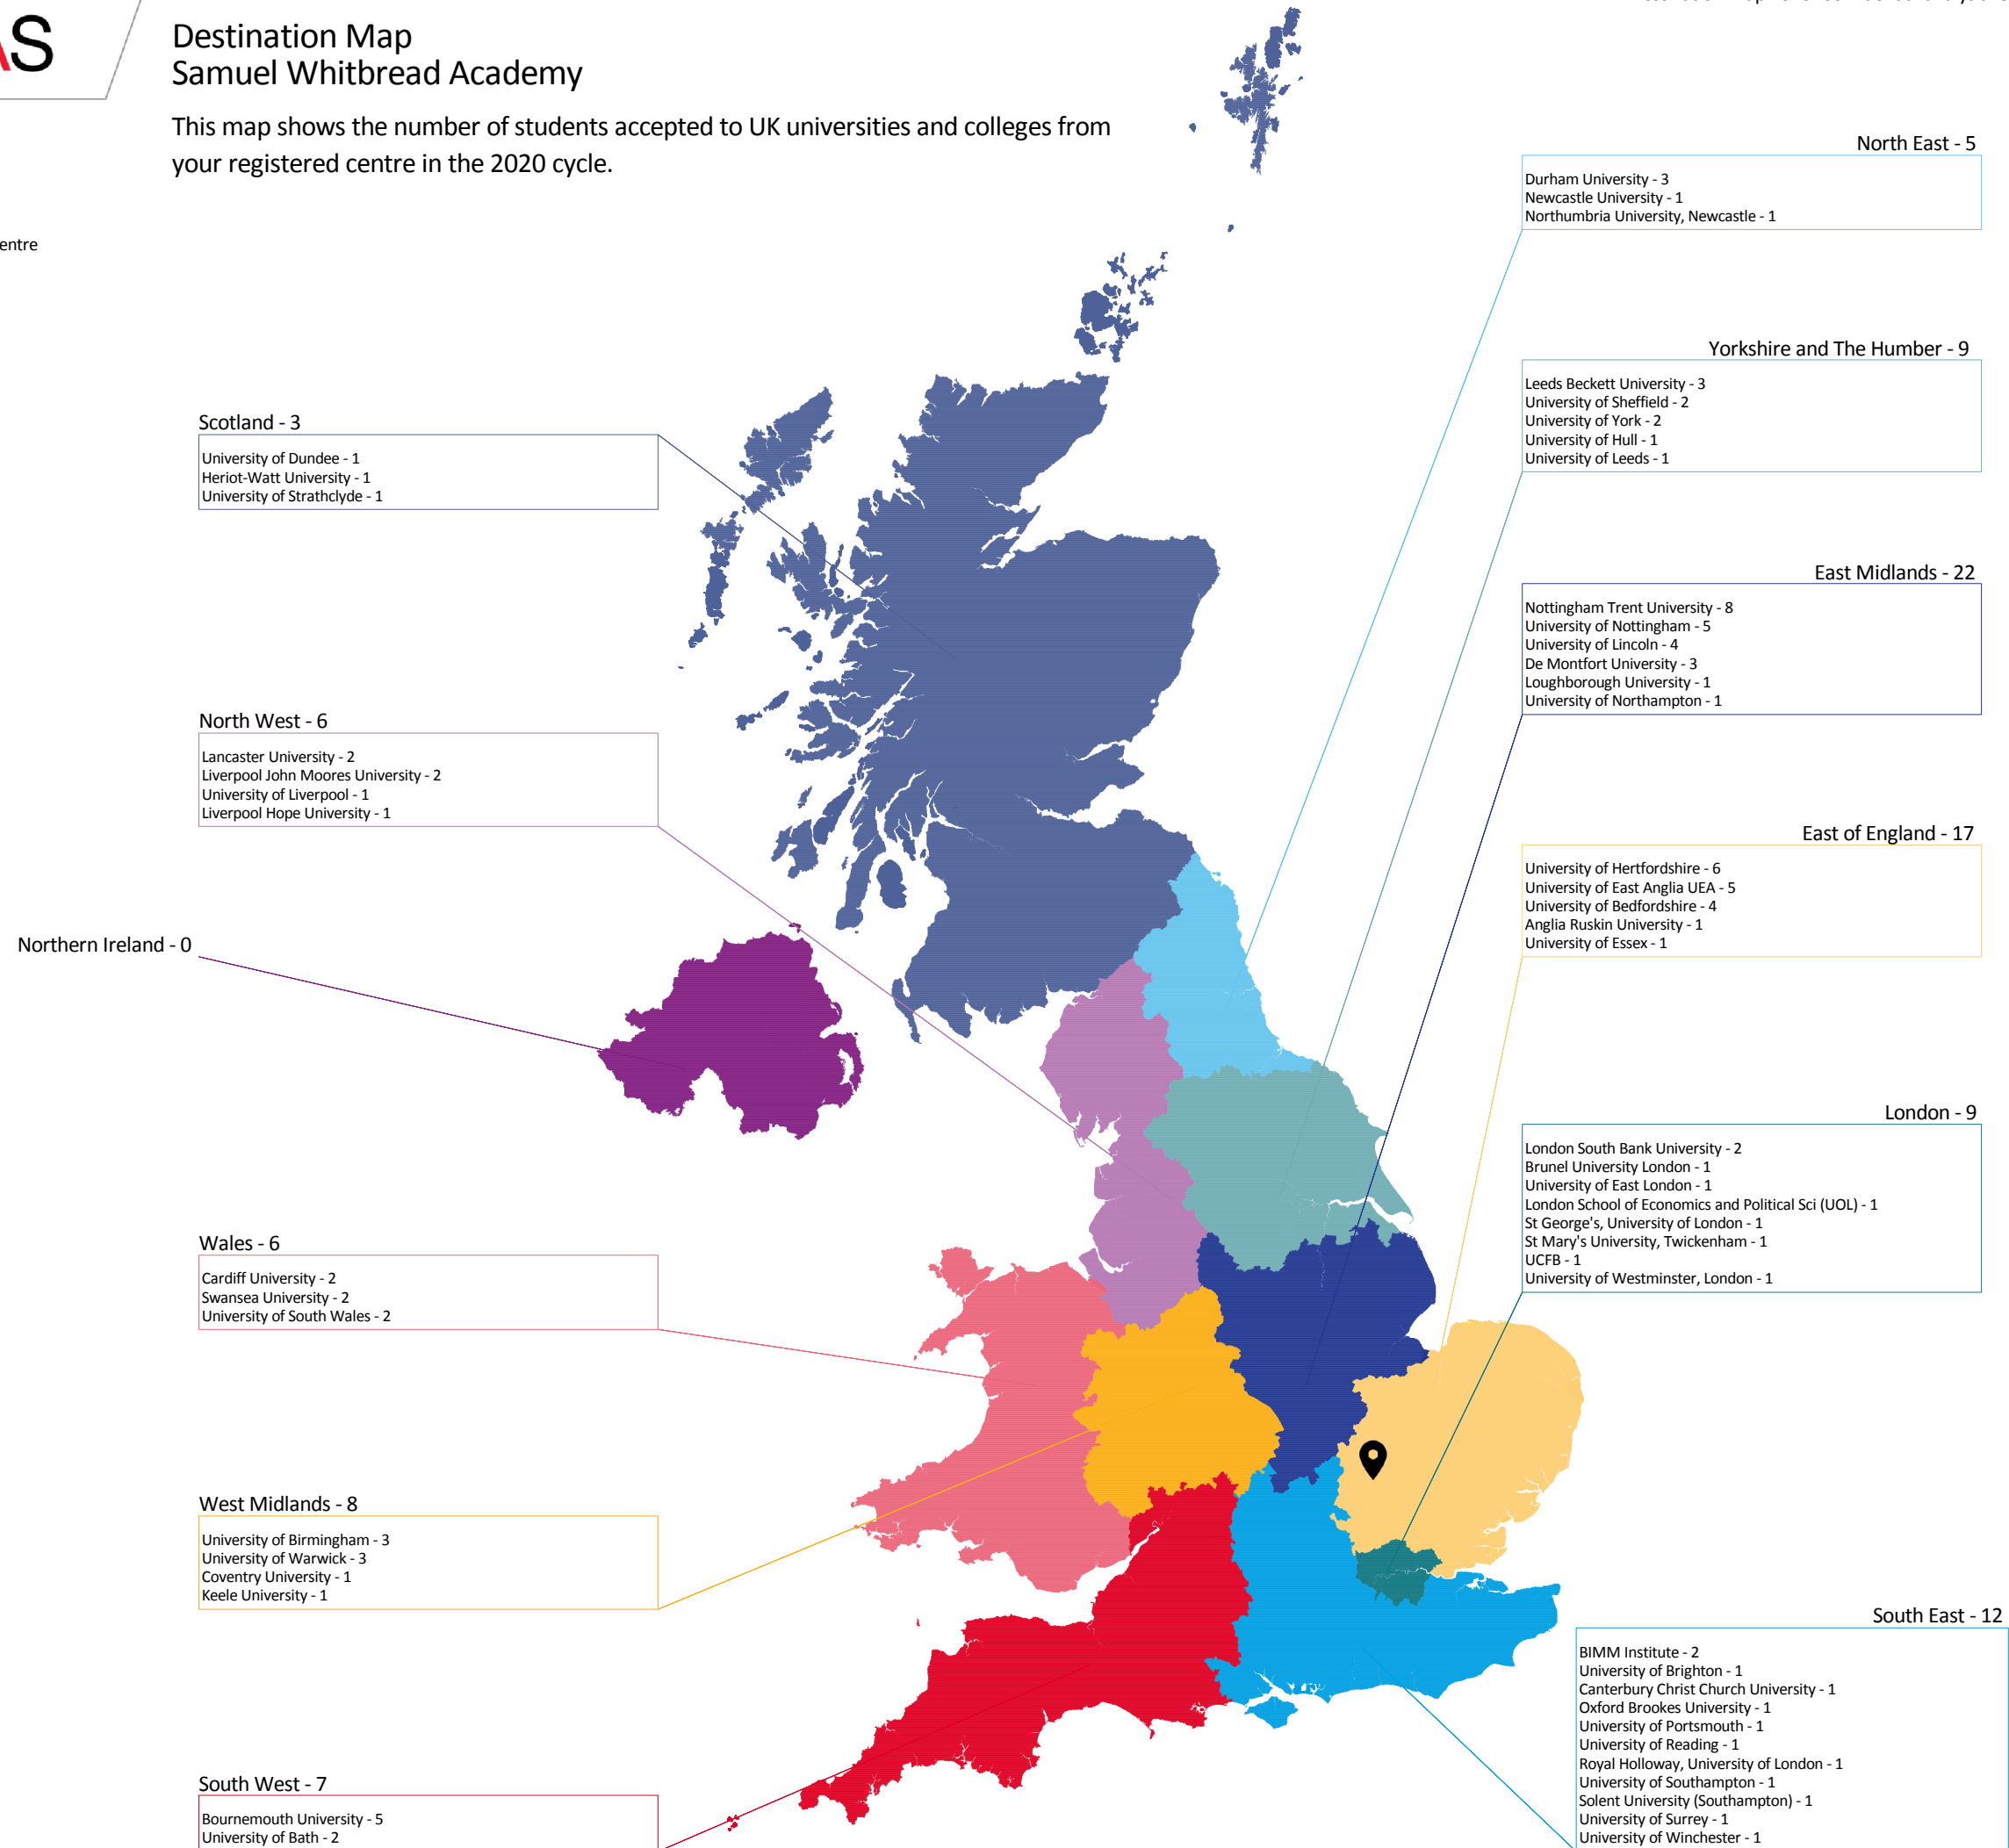 AS
Destination Map
Samuel Whitbread Academy
This map shows the number of students accepted to UK universities and colleges from
your registered centre in the 2020 cycle.
entre
North East - 5
Durham University - 3
Newcastle University - 1
Northumbria University, Newcastle - 1
Yorkshire and The Humber - 9
Leeds Beckett University - 3
University of Sheffield - 2
University of York - 2
University of Hull - 1
University of Leeds - 1
Scotland - 3
University of Dundee - 1
Heriot-Watt University - 1
University of Strathclyde - 1
East Midlands - 22
Nottingham Trent University - 8
University of Nottingham - 5
University of Lincoln - 4
De Montfort University - 3
Loughborough University - 1
University of Northampton - 1
North West - 6
Lancaster University - 2
Liverpool John Moores University - 2
University of Liverpool - 1
Liverpool Hope University - 1
East of England - 17
University of Hertfordshire - 6
University of East Anglia UEA - 5
University of Bedfordshire - 4
Anglia Ruskin University - 1
University of Essex - 1
Northern Ireland - 0
London - 9
London South Bank University - 2
Brunel University London - 1
University of East London - 1
London School of Economics and Political Sci (UOL) - 1
St George's, University of London - 1
St Mary's University, Twickenham - 1
UCFB - 1
University of Westminster, London - 1
Wales - 6
Cardiff University - 2
Swansea University - 2
University of South Wales - 2
West Midlands - 8
University of Birmingham - 3
University of Warwick - 3
Coventry University - 1
Keele University - 1
South East - 12
BIMM Institute - 2
University of Brighton - 1
Canterbury Christ Church University - 1
Oxford Brookes University - 1
University of Portsmouth - 1
University of Reading - 1
Royal Holloway, University of London - 1
University of Southampton - 1
Solent University (Southampton) - 1
University of Surrey - 1
University of Winchester - 1
South West - 7
Bournemouth University - 5
University of Bath - 2